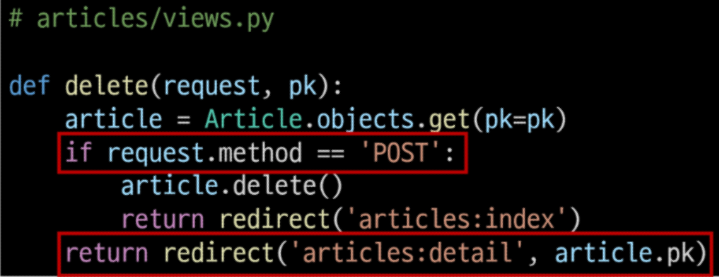 # articles/views.py
def delete(request, pk):
    article = Article.objects.get(pk=pk)
    if request.method == 'POST':
        article.delete()
        return redirect('articles:index')
    return redirect('articles:detail', article.pk)